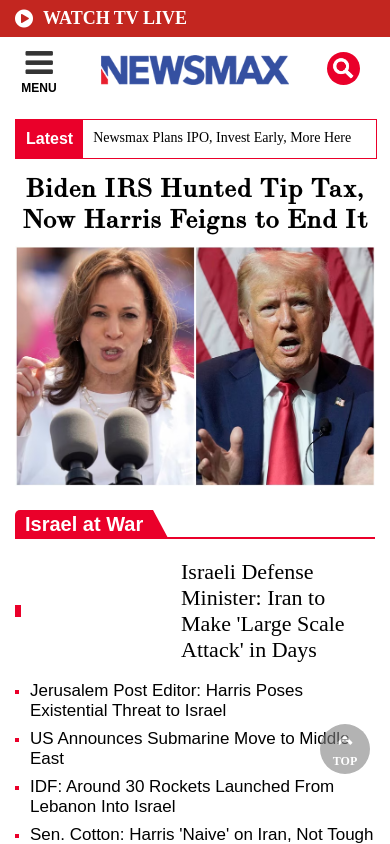 WATCH TV LIVE
MENU
NEWSMAX
Latest
Newsmax Plans IPO, Invest Early, More Here
Biden IRS Hunted Tip Tax,
Now Harris Feigns to End It
Israel at War
Israeli Defense
Minister: Iran to
Make 'Large Scale
Attack' in Days
Jerusalem Post Editor: Harris Poses
Existential Threat to Israel
US Announces Submarine Move to Middle
East
TOP
IDF: Around 30 Rockets Launched From
Lebanon Into Israel
Sen. Cotton: Harris 'Naive' on Iran, Not Tough